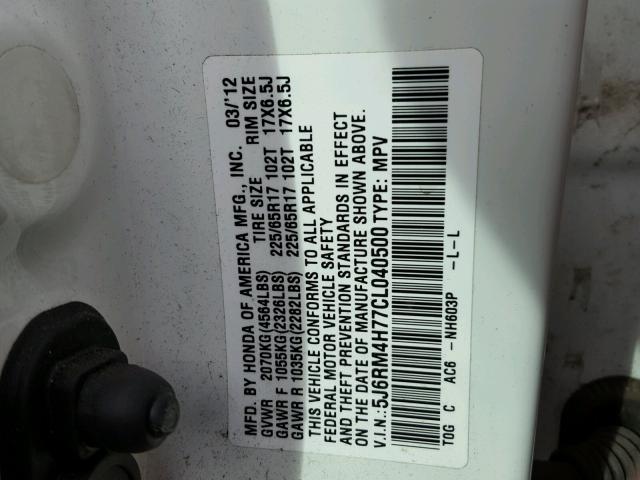 MFD. BY HONDA OF AMERICA MFG., INC. 03/'12
GVWR 2070KG(4564LBS) TIRE SIZE RIM SIZE
GAWR F 1055KG(2326LBS) 225/65R17 102T 17X6.5J
GAWR R 1035KG(2282LBS) 225/65R17 102T 17X6.5J
THIS VEHICLE CONFORMS TO ALL APPLICABLE
FEDERAL MOTOR VEHICLE SAFETY
AND THEFT PREVENTION STANDARDS IN EFFECT
ON THE DATE OF MANUFACTURE SHOWN ABOVE.
V.I.N.:5J6RM4H77CL040500 TYPE: MPV
T0G C AC6 -NH603P -L-L